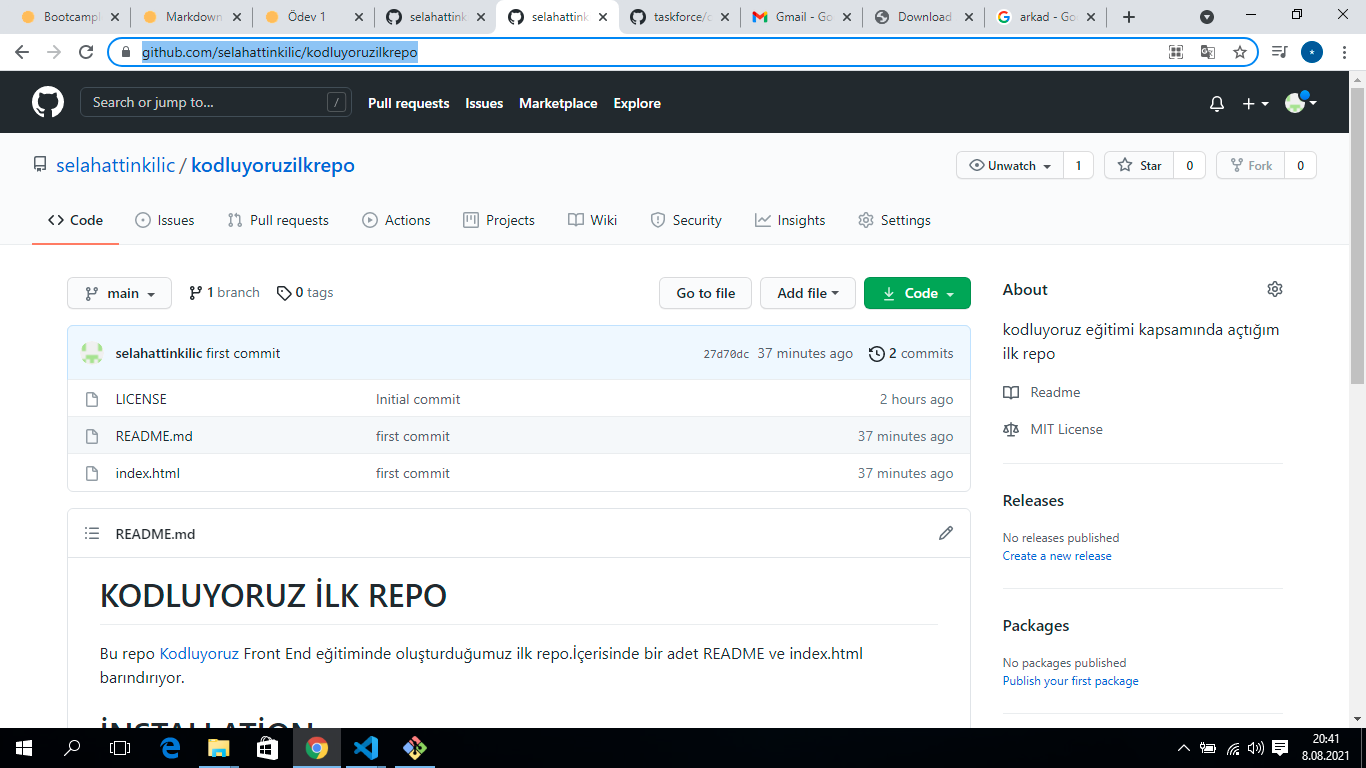 Bootcampl
Markdown
Ödev 1
selahattink
selahattink
taskforce/c
Gmail - Go
Download
arkad - Goo
github.com/selahattinkilic/kodluyoruzilkrepo
Search or jump to... /
Pull requests Issues Marketplace Explore
selahattinkilic / kodluyoruzilkrepo
Unwatch 1 Star 0 Fork 0
Code Issues Pull requests Actions Projects Wiki Security Insights Settings
main 1 branch 0 tags Go to file Add file Code
selahattinkilic first commit 27d70dc 37 minutes ago 2 commits
LICENSE Initial commit 2 hours ago
README.md first commit 37 minutes ago
index.html first commit 37 minutes ago
README.md
KODLUYORUZ İLK REPO
Bu repo Kodluyoruz Front End eğitiminde oluşturduğumuz ilk repo.İçerisinde bir adet README ve index.html
barındırıyor.
İNSTALLATİON
About
kodluyoruz eğitimi kapsamında açtığım
ilk repo
Readme
MIT License
Releases
No releases published
Create a new release
Packages
No packages published
Publish your first package
20:41
8.08.2021